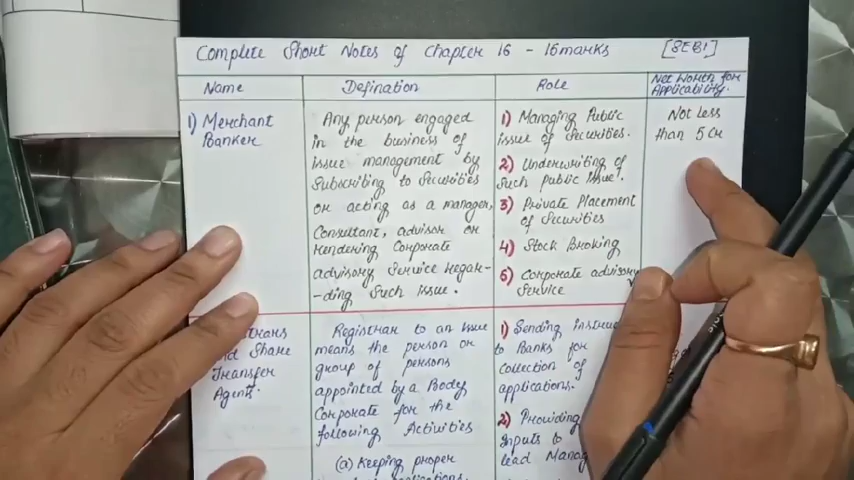 Complete Short Notes of Chapter 16 - 16 marks [SEBI]
Name
Defination
Role
Net Worth for
Applicability.
1) Merchant
Banker
Any person engaged
in the business of
issue management by
Subscribing to Securities
or acting as a manager,
Consultant, advisor or
rendering Corporate
advisory Service regar-
-ding Such issue.
1) Managing Public
issue of Securities.
2) Underwriting of
Such public issue.
3) Private Placement
of Securities
4) Stock Broking
5) Corporate advisory
Service
Not Less
than 5 Cr
and Share
Transfer
Agent.
Registrar to an issue
means the person or
group of persons
appointed by a Body
Corporate for the
following Activities
(a) Keeping proper
1) Sending
to Banks for
collection of
applications.
2) Providing
Inputs to
lead